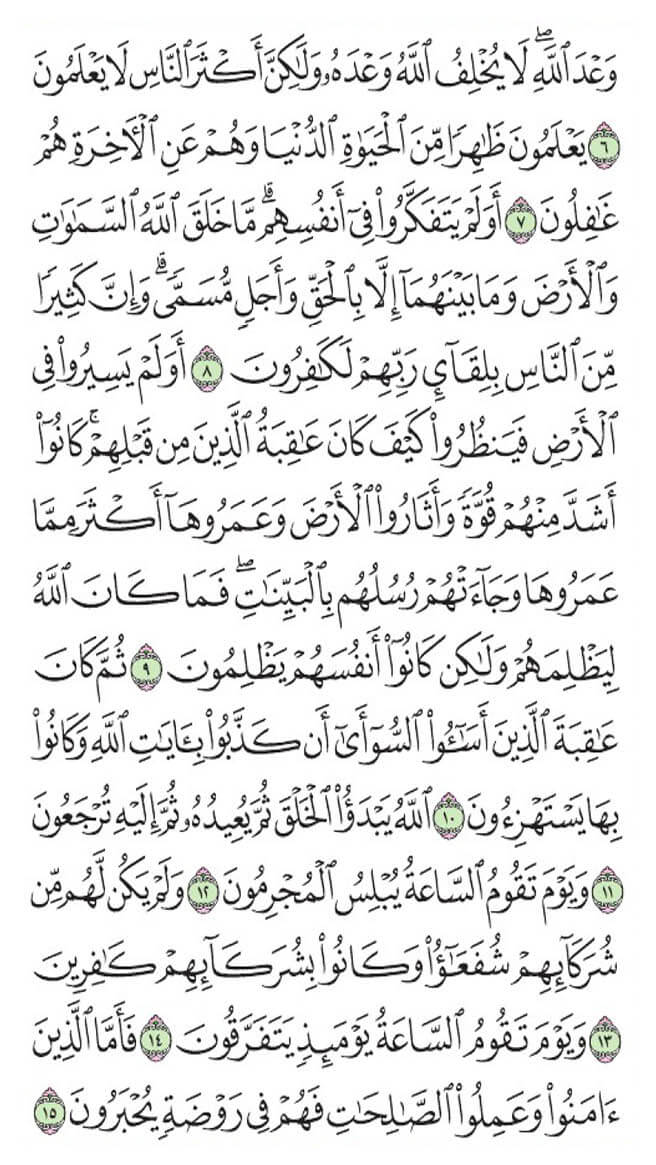 وَعْدَ ٱللَّهِۖ لَا يُخْلِفُ ٱللَّهُ وَعْدَهُۥ وَلَٰكِنَّ أَكْثَرَ ٱلنَّاسِ لَا يَعْلَمُونَ
٦ يَعْلَمُونَ ظَٰهِرًا مِّنَ ٱلْحَيَوٰةِ ٱلدُّنْيَا وَهُمْ عَنِ ٱلْأَخِرَةِ هُمْ
غَٰفِلُونَ ٧ أَوَلَمْ يَتَفَكَّرُوا۟ فِىٓ أَنفُسِهِمۗ مَّا خَلَقَ ٱللَّهُ ٱلسَّمَٰوَٰتِ
وَٱلْأَرْضَ وَمَا بَيْنَهُمَآ إِلَّا بِٱلْحَقِّ وَأَجَلٍ مُّسَمًّىۗ وَإِنَّ كَثِيرًا
مِّنَ ٱلنَّاسِ بِلِقَآئِ رَبِّهِمْ لَكَٰفِرُونَ ٨ أَوَلَمْ يَسِيرُوا۟ فِى
ٱلْأَرْضِ فَيَنظُرُوا۟ كَيْفَ كَانَ عَٰقِبَةُ ٱلَّذِينَ مِن قَبْلِهِمْۚ كَانُوٓا۟
أَشَدَّ مِنْهُمْ قُوَّةً وَأَثَارُوا۟ ٱلْأَرْضَ وَعَمَرُوهَآ أَكْثَرَ مِمَّا
عَمَرُوهَا وَجَآءَتْهُمْ رُسُلُهُم بِٱلْبَيِّنَٰتِۖ فَمَا كَانَ ٱللَّهُ
لِيَظْلِمَهُمْ وَلَٰكِن كَانُوٓا۟ أَنفُسَهُمْ يَظْلِمُونَ ٩ ثُمَّ كَانَ
عَٰقِبَةَ ٱلَّذِينَ أَسَٰٓـُٔوا۟ ٱلسُّوٓأَىٰٓ أَن كَذَّبُوا۟ بِـَٔايَٰتِ ٱللَّهِ وَكَانُوا۟
بِهَا يَسْتَهْزِءُونَ ١٠ ٱللَّهُ يَبْدَؤُا۟ ٱلْخَلْقَ ثُمَّ يُعِيدُهُۥ ثُمَّ إِلَيْهِ تُرْجَعُونَ
١١ وَيَوْمَ تَقُومُ ٱلسَّاعَةُ يُبْلِسُ ٱلْمُجْرِمُونَ ١٢ وَلَمْ يَكُن لَّهُم مِّن
شُرَكَآئِهِمْ شُفَعَٰٓؤُا۟ وَكَانُوا۟ بِشُرَكَآئِهِمْ كَٰفِرِينَ
١٣ وَيَوْمَ تَقُومُ ٱلسَّاعَةُ يَوْمَئِذٍ يَتَفَرَّقُونَ ١٤ فَأَمَّا ٱلَّذِينَ
ءَامَنُوا۟ وَعَمِلُوا۟ ٱلصَّٰلِحَٰتِ فَهُمْ فِى رَوْضَةٍ يُحْبَرُونَ ١٥